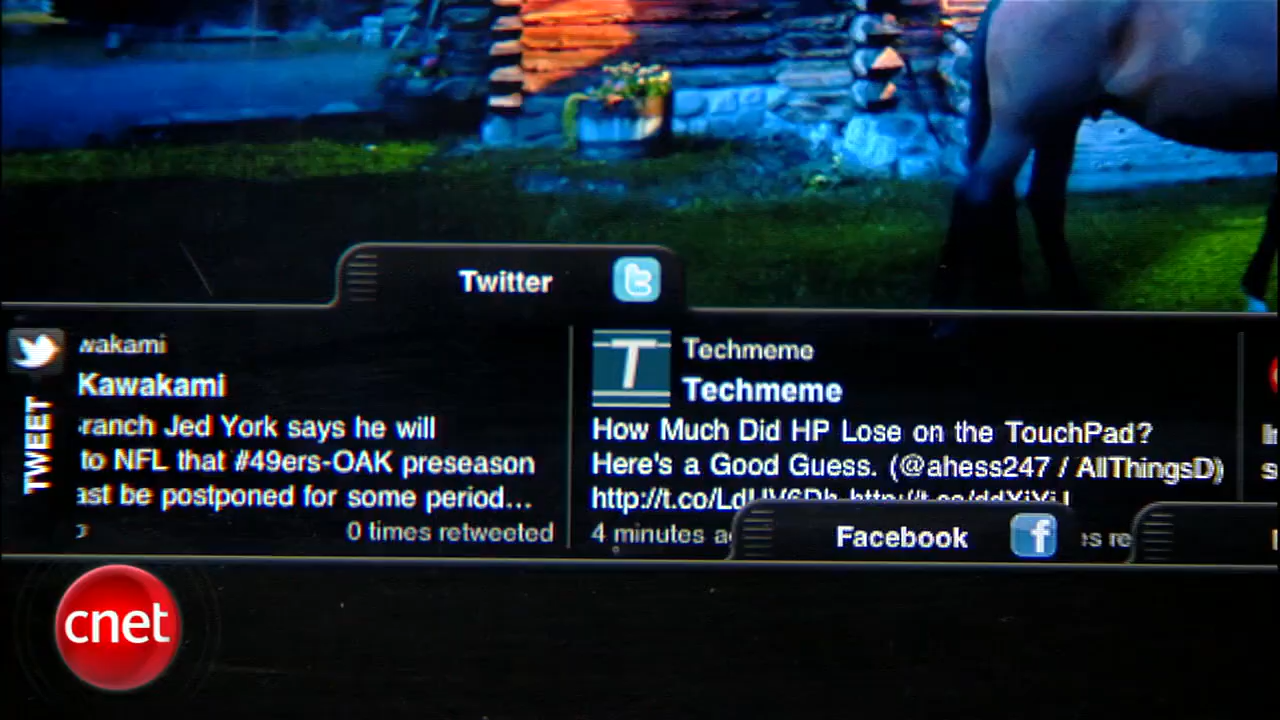 Twitter
TWEET
wakami
Kawakami
ranch Jed York says he will
to NFL that #49ers-OAK preseason
ast be postponed for some period...
0 times retweeted
T
Techmeme
Techmeme
How Much Did HP Lose on the TouchPad?
Here's a Good Guess. (@ahess247 / AllThingsD)
4 minutes a
Facebook
cnet